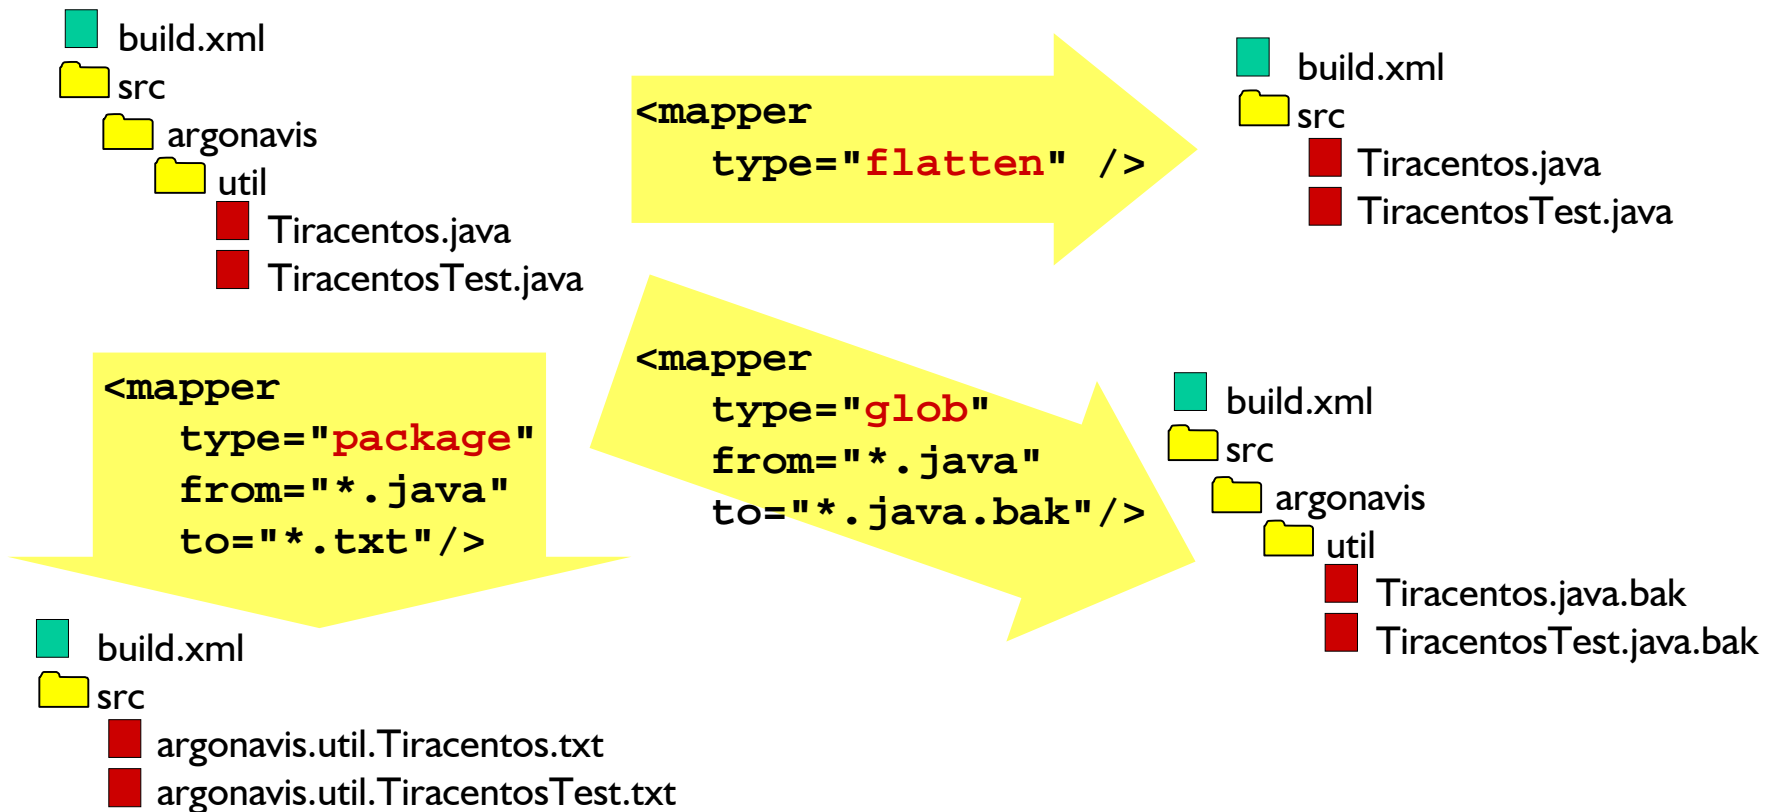 build.xml
src
argonavis
util
Tiracentos.java
TiracentosTest.java
<mapper
type="flatten" />
build.xml
src
Tiracentos.java
TiracentosTest.java
<mapper
type="package"
from="*.java"
to="*.txt"/>
<mapper
type="glob"
from="*.java"
to="*.java.bak"/>
build.xml
src
argonavis
util
Tiracentos.java.bak
TiracentosTest.java.bak
build.xml
src
argonavis.util.Tiracentos.txt
argonavis.util.TiracentosTest.txt